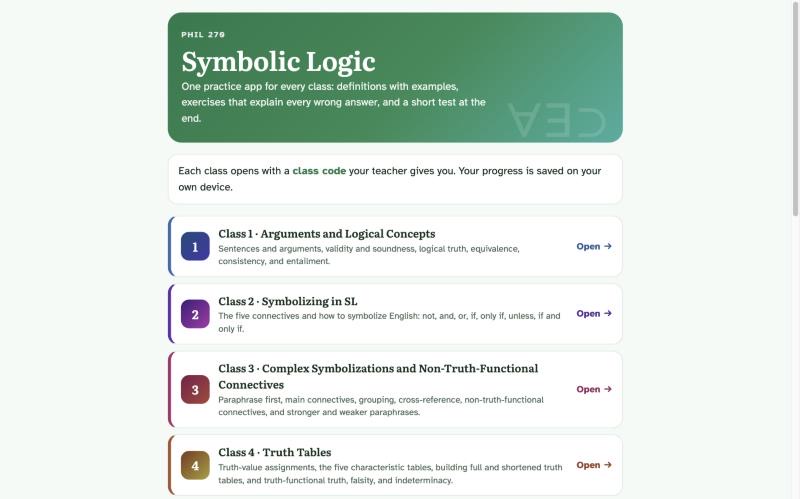 PHIL 270
Symbolic Logic
One practice app for every class: definitions with examples,
exercises that explain every wrong answer, and a short test at the
end.
∀∃⊃
Each class opens with a class code your teacher gives you. Your progress is saved on your
own device.
1
Class 1 · Arguments and Logical Concepts
Sentences and arguments, validity and soundness, logical truth, equivalence,
consistency, and entailment.
Open →
2
Class 2 · Symbolizing in SL
The five connectives and how to symbolize English: not, and, or, if, only if, unless, if and
only if.
Open →
3
Class 3 · Complex Symbolizations and Non-Truth-Functional
Connectives
Paraphrase first, main connectives, grouping, cross-reference, non-truth-functional
connectives, and stronger and weaker paraphrases.
Open →
4
Class 4 · Truth Tables
Truth-value assignments, the five characteristic tables, building full and shortened truth
tables, and truth-functional truth, falsity, and indeterminacy.
Open →